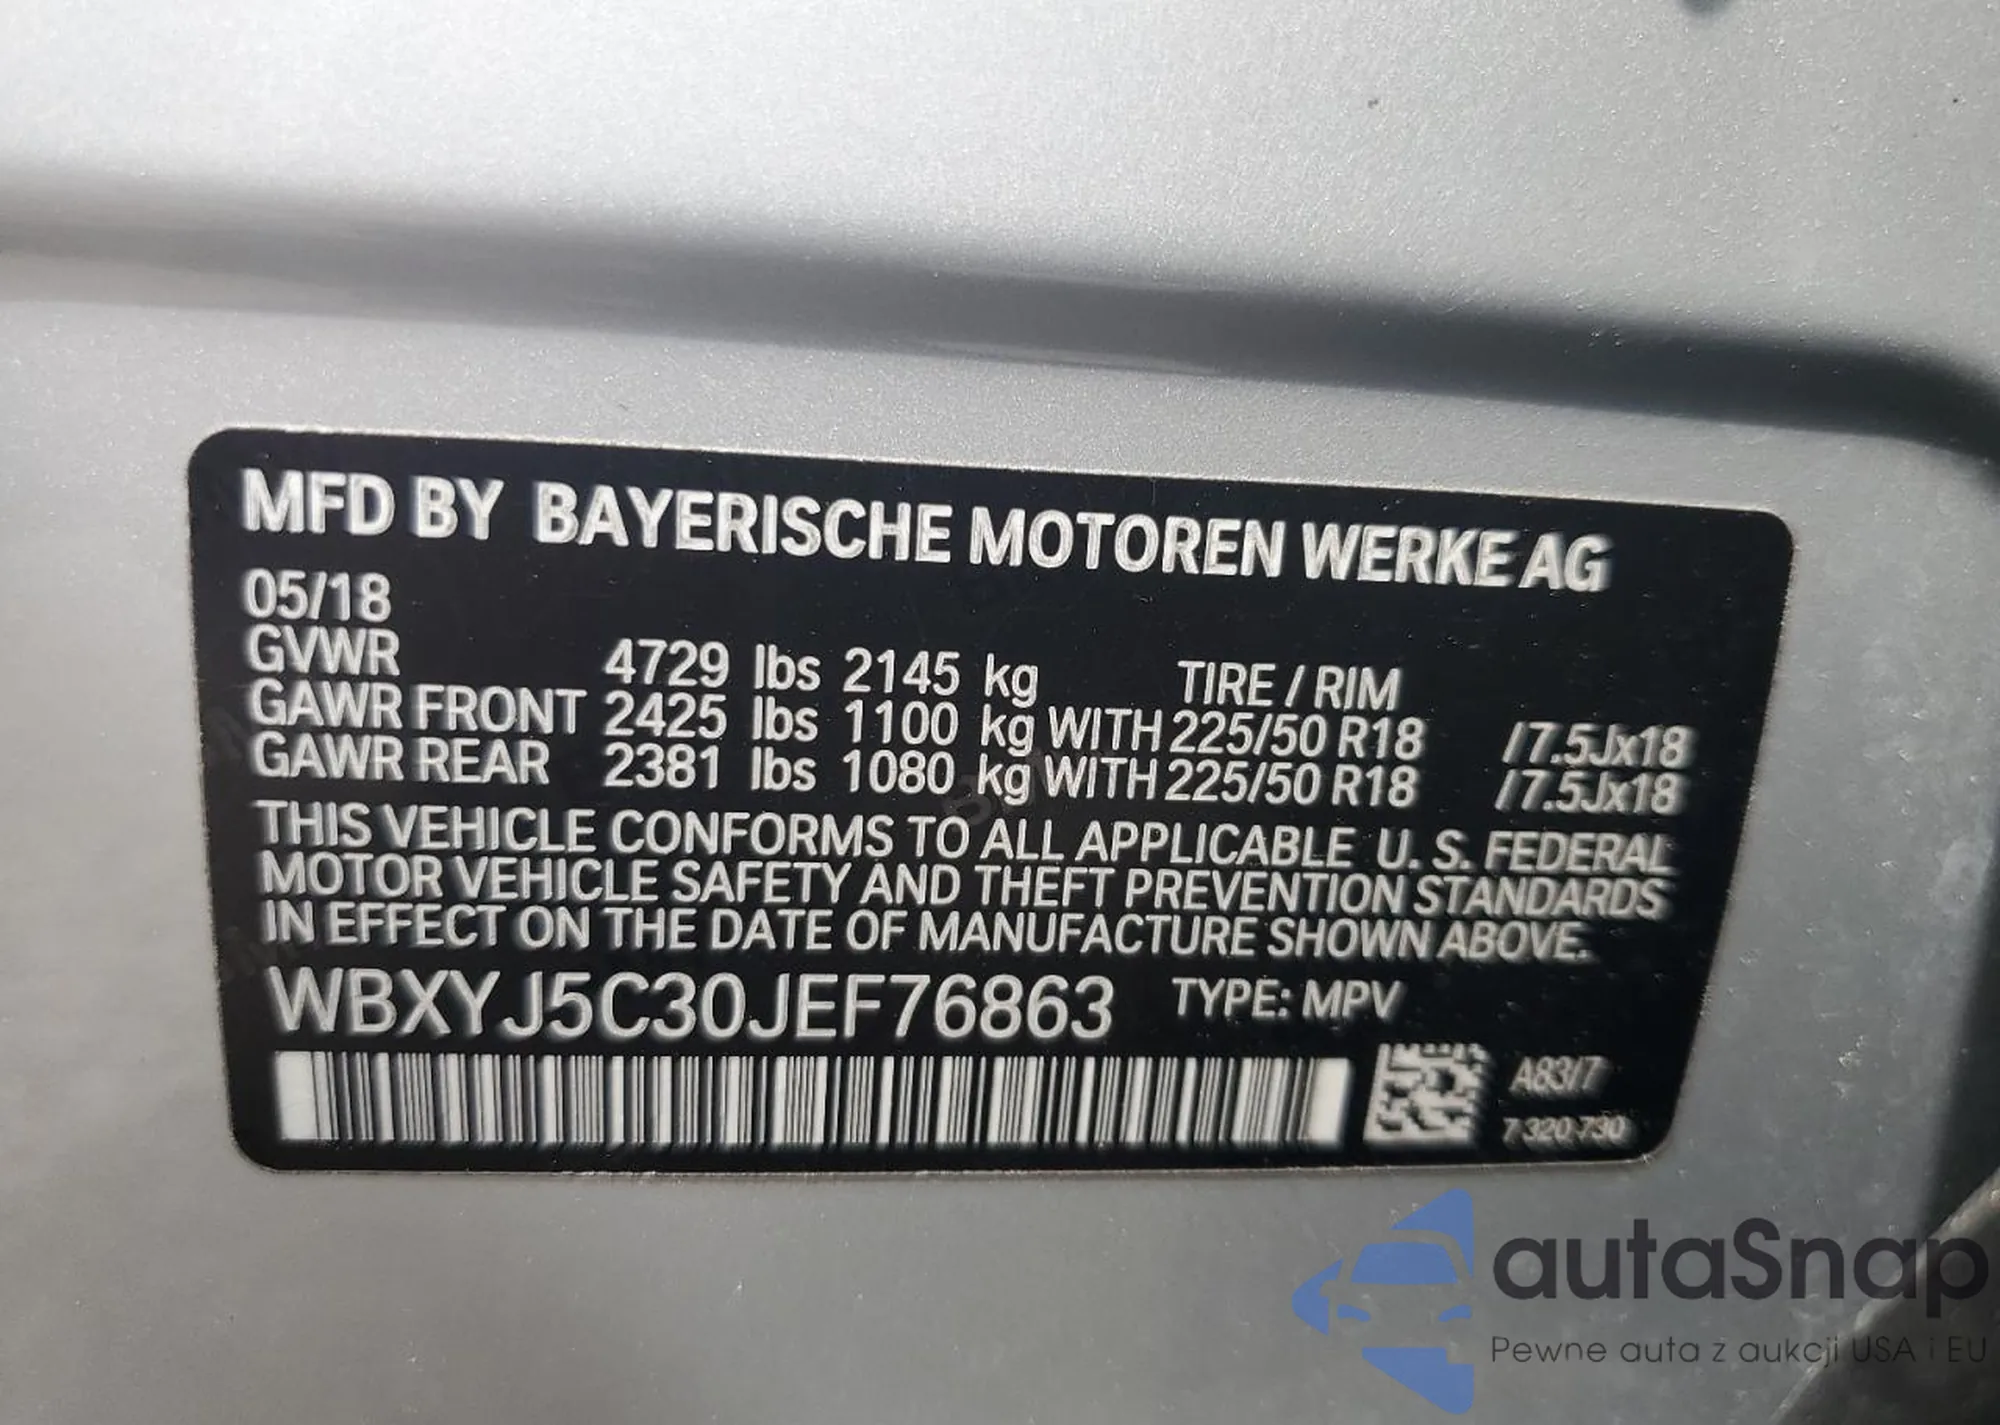 MFD BY BAYERISCHE MOTOREN WERKE AG
05/18
GVWR 4729 lbs 2145 kg TIRE / RIM
GAWR FRONT 2425 lbs 1100 kg WITH 225/50 R18 /7.5Jx18
GAWR REAR 2381 lbs 1080 kg WITH 225/50 R18 /7.5Jx18
THIS VEHICLE CONFORMS TO ALL APPLICABLE U. S. FEDERAL
MOTOR VEHICLE SAFETY AND THEFT PREVENTION STANDARDS
IN EFFECT ON THE DATE OF MANUFACTURE SHOWN ABOVE.
WBXYJ5C30JEF76863 TYPE: MPV
A83/7
7 320 730
autaSnap
Pewne auta z aukcji USA i EU